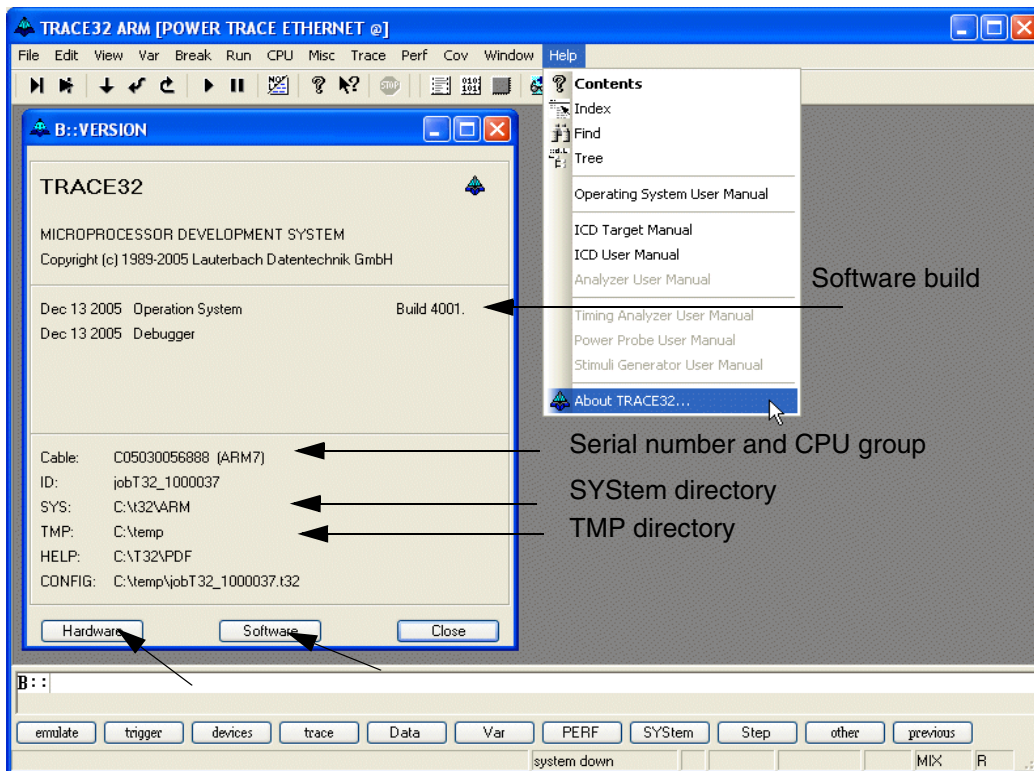 TRACE32 ARM [POWER TRACE ETHERNET @]
File Edit View Var Break Run CPU Misc Trace Perf Cov Window Help
STOP
Contents
Index
Find
Tree
Operating System User Manual
ICD Target Manual
ICD User Manual
Analyzer User Manual
Timing Analyzer User Manual
Power Probe User Manual
Stimuli Generator User Manual
About TRACE32...
B::VERSION
TRACE32
MICROPROCESSOR DEVELOPMENT SYSTEM
Copyright (c) 1989-2005 Lauterbach Datentechnik GmbH
Dec 13 2005 Operation System Build 4001.
Dec 13 2005 Debugger
Software build
Cable: C05030056888 (ARM7)
ID: jobT32_1000037
SYS: C:\t32\ARM
TMP: C:\temp
HELP: C:\T32\PDF
CONFIG: C:\temp\jobT32_1000037.t32
Serial number and CPU group
SYStem directory
TMP directory
Hardware Software Close
B::
emulate trigger devices trace Data Var PERF SYStem Step other previous
system down MIX R